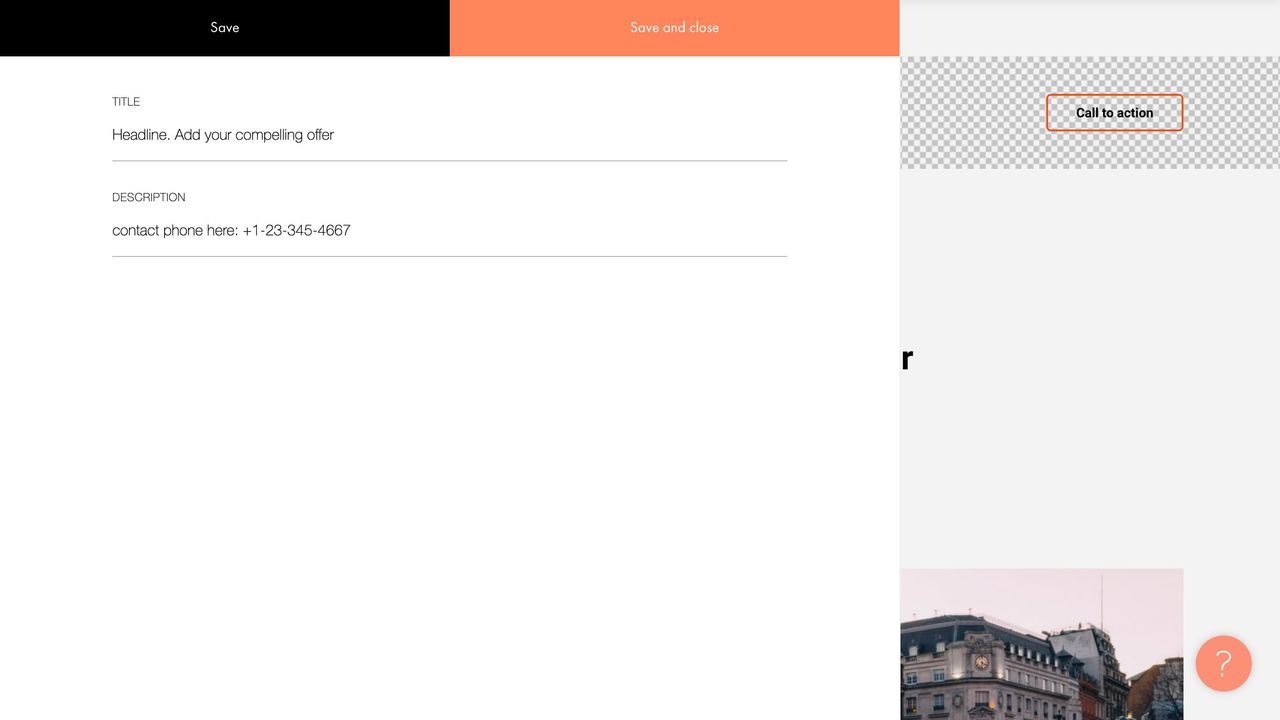 Save
Save and close
TITLE
Headline. Add your compelling offer
DESCRIPTION
contact phone here: +1-23-345-4667
Call to action
r
?